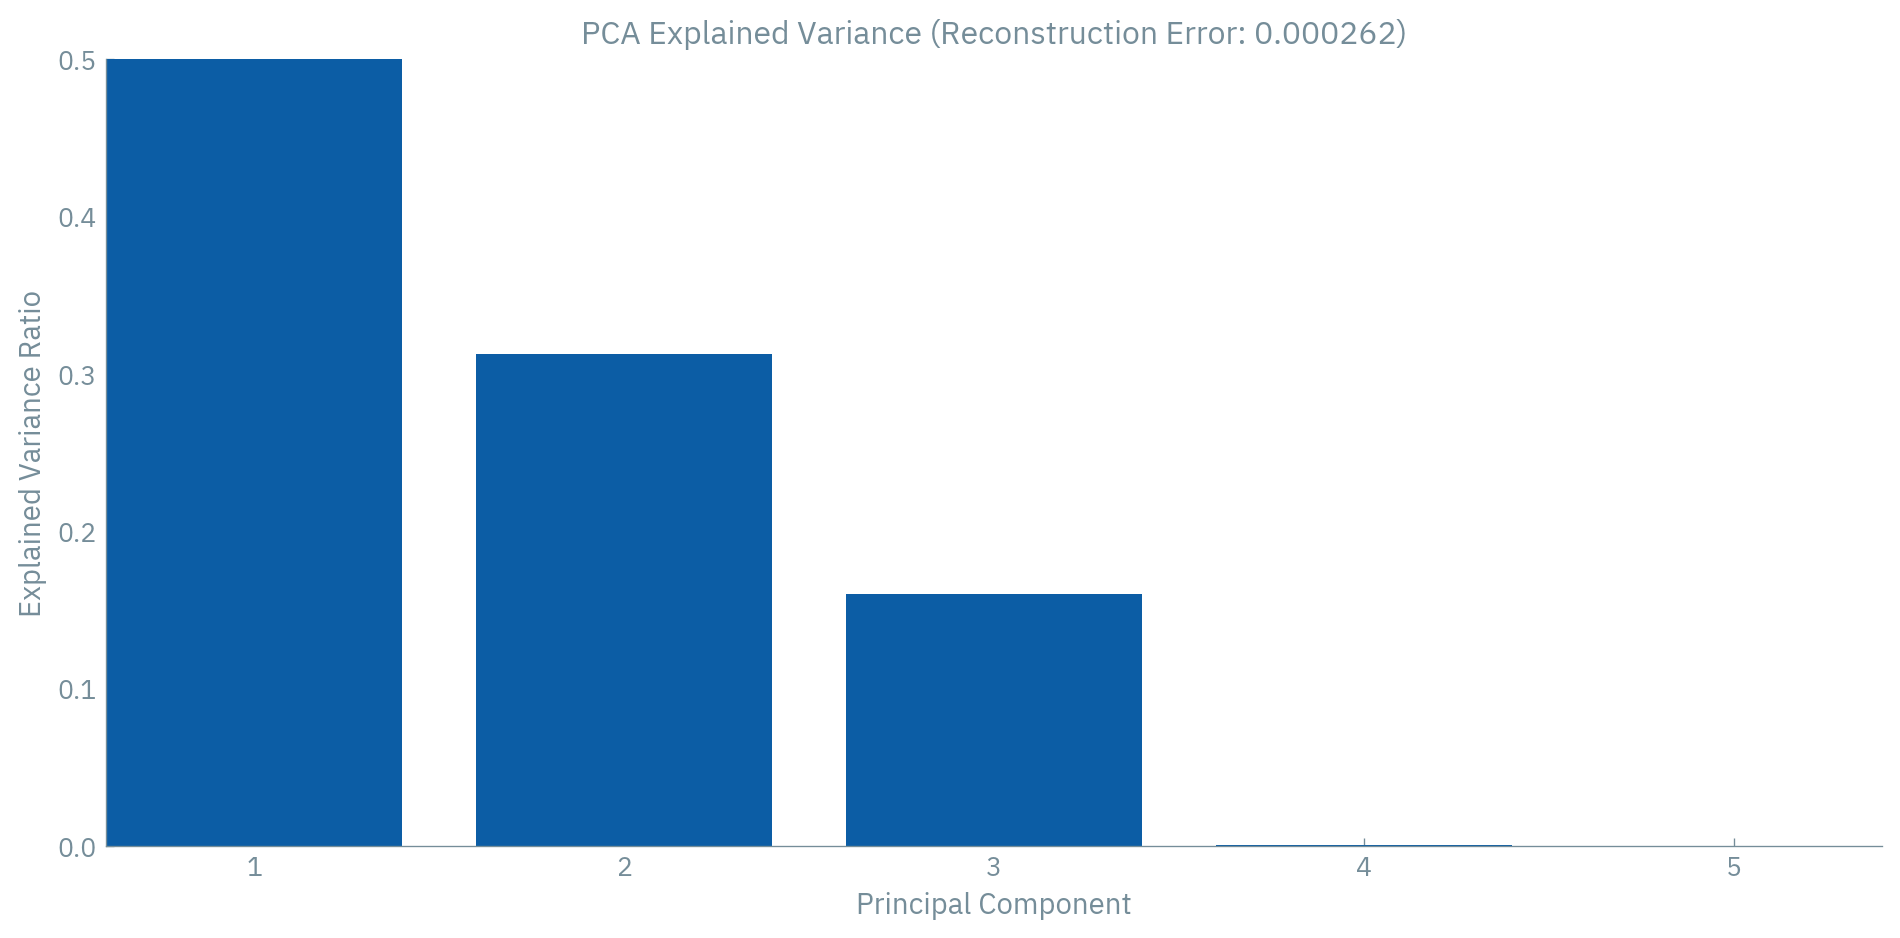 PCA Explained Variance (Reconstruction Error: 0.000262)
Explained Variance Ratio
0.5
0.4
0.3
0.2
0.1
0.0
1 2 3 4 5
Principal Component